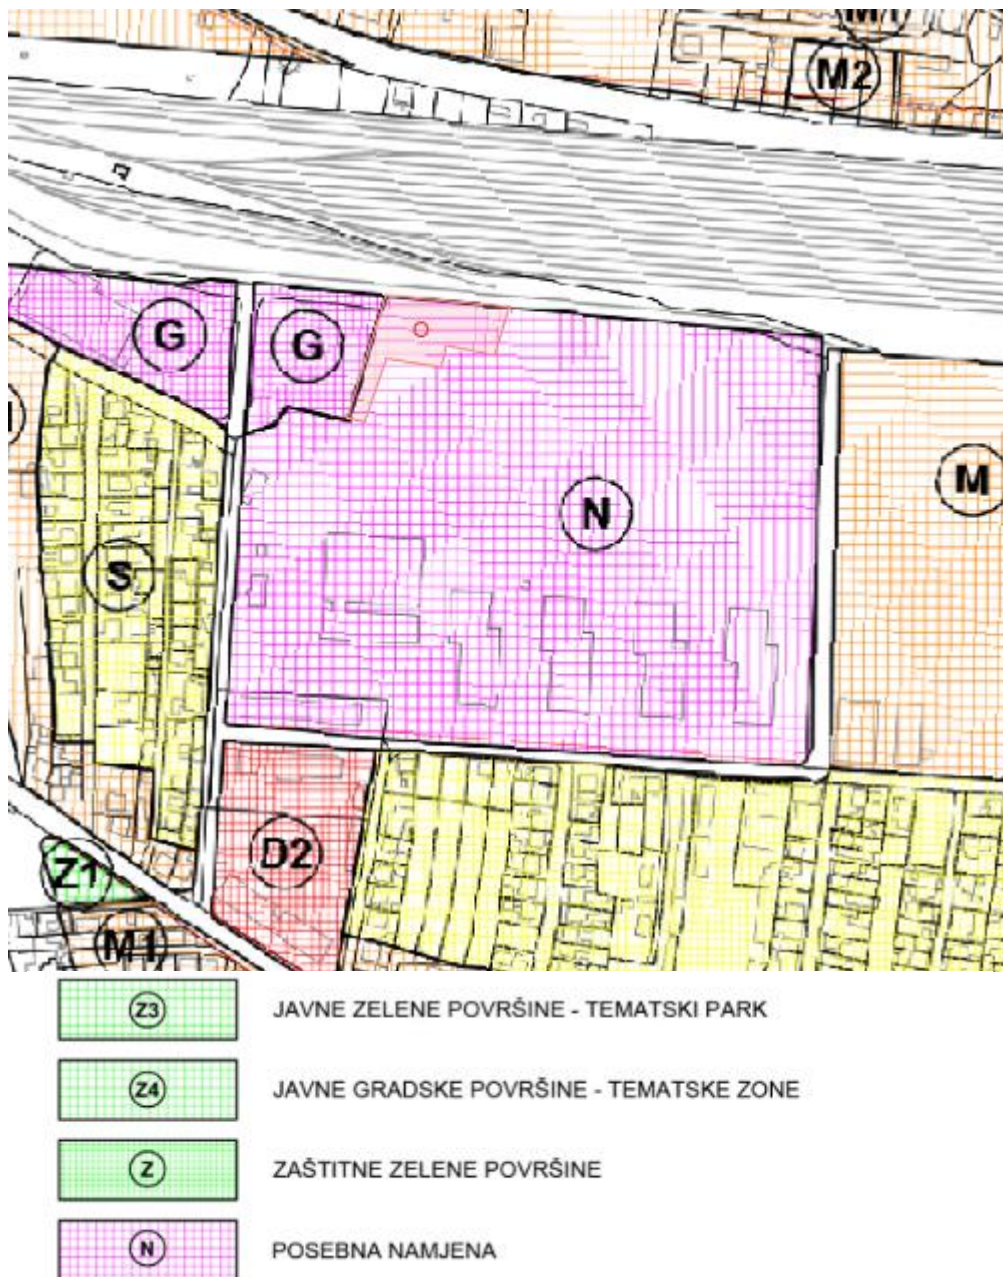 M1
M2
G
G
M
N
S
D2
Z1
M1
Z3 JAVNE ZELENE POVRŠINE - TEMATSKI PARK
Z4 JAVNE GRADSKE POVRŠINE - TEMATSKE ZONE
Z ZAŠTITNE ZELENE POVRŠINE
N POSEBNA NAMJENA